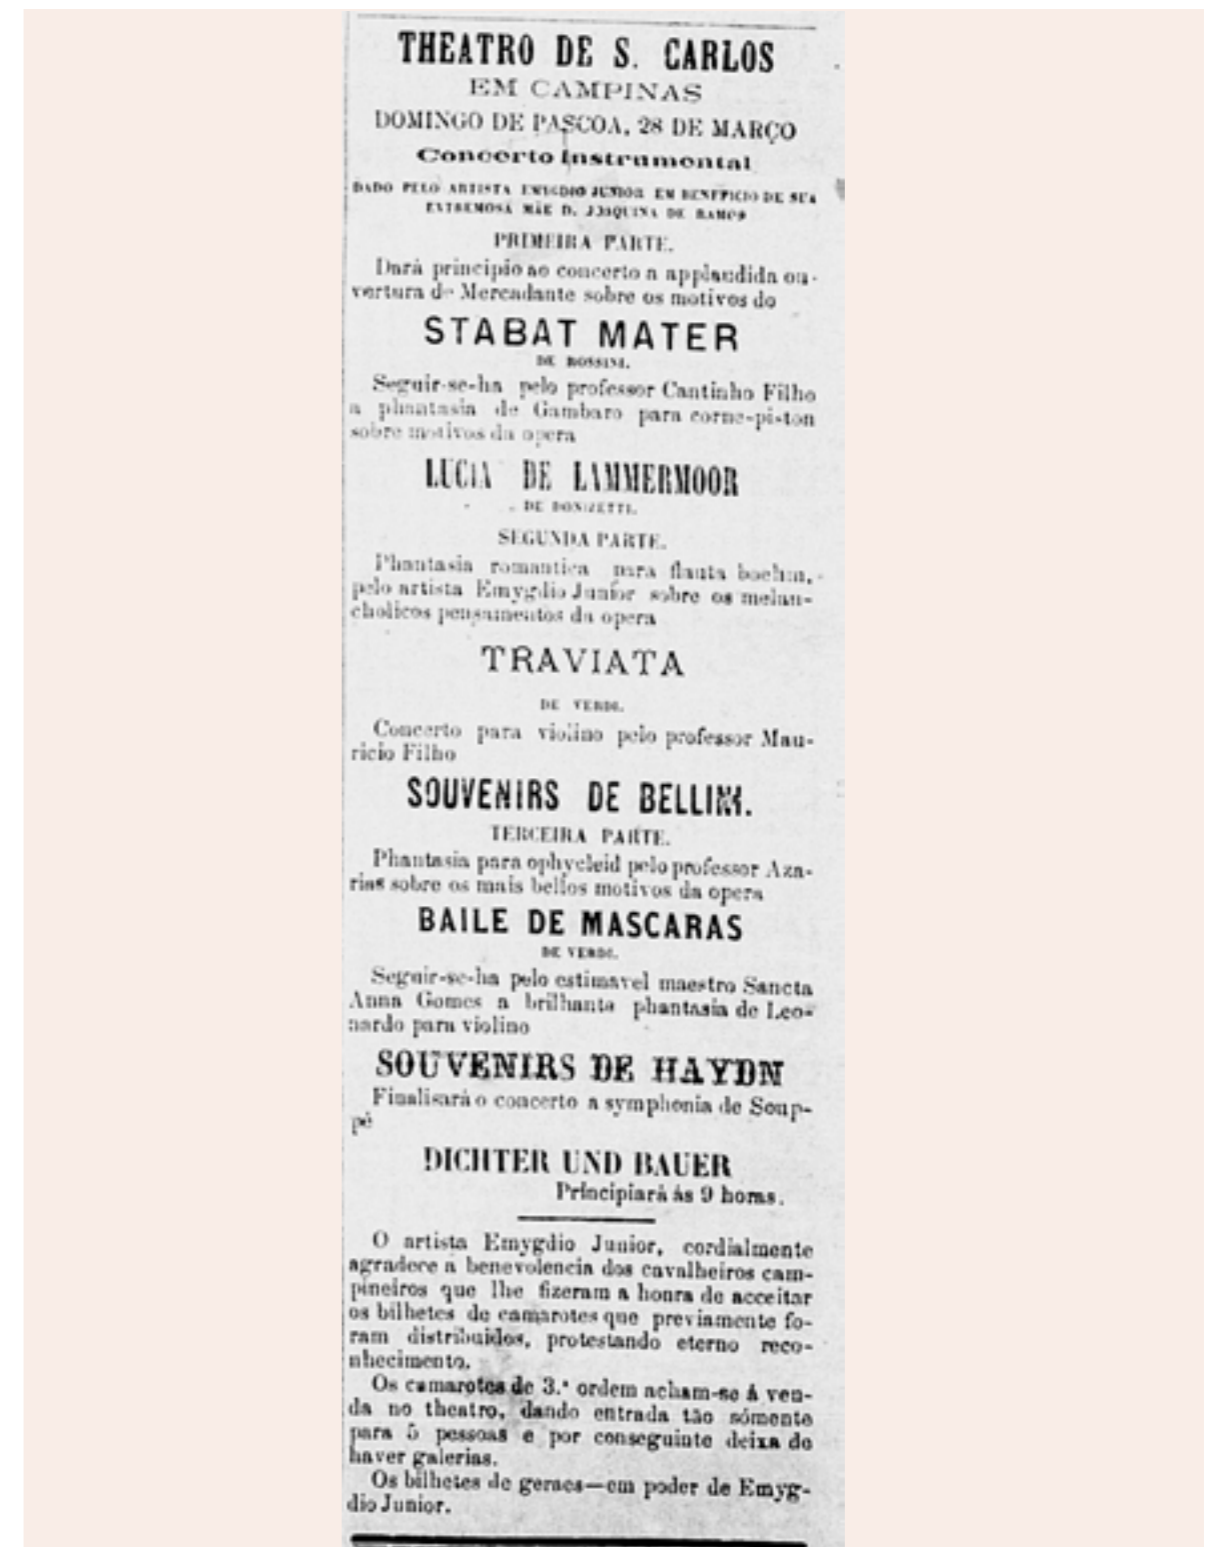 THEATRO DE S. CARLOS
EM CAMPINAS
DOMINGO DE PASCOA, 28 DE MARÇO
Concerto Instrumental
DADO PELO ARTISTA EMYGDIO JUNIOR EM BENEFICIO DE SUA
EXTREMOSA MÃE D. JOAQUINA DE RAMOS
PRIMEIRA PARTE.
Dará principio ao concerto a applaudida ou-
vertura de Mercadante sobre os motivos do
STABAT MATER
DE ROSSINI.
Seguir-se-ha pelo professor Cantinho Filho
a phantasia de Gambaro para corne-piston
sobre motivos da opera
LUCIA DE LAMMERMOOR
DE DONIZETTI.
SEGUNDA PARTE.
Phantasia romantica para flauta boehm,
pelo artista Emygdio Junior sobre os melan-
cholicos pensamentos da opera
TRAVIATA
DE VERDI.
Concerto para violino pelo professor Mau-
ricio Filho
SOUVENIRS DE BELLINI.
TERCEIRA PARTE.
Phantasia para ophycleid pelo professor Aza-
rias sobre os mais bellos motivos da opera
BAILE DE MASCARAS
DE VERDI.
Seguir-se-ha pelo estimavel maestro Sancta
Anna Gomes a brilhante phantasia de Leo-
nardo para violino
SOUVENIRS DE HAYDN
Finalisará o concerto a symphonia de Soup-
pé
DICHTER UND BAUER
Principiará ás 9 horas.
O artista Emygdio Junior, cordialmente
agradece a benevolencia dos cavalheiros cam-
pineiros que lhe fizeram a honra de acceitar
os bilhetes de camarotes que previamente fo-
ram distribuidos, protestando eterno reco-
nhecimento.
Os camarotes de 3.ª ordem acham-se á ven-
da no theatro, dando entrada tão sómente
para 5 pessoas e por conseguinte deixa de
haver galerias.
Os bilhetes de geraes—em poder de Emyg-
dio Junior.